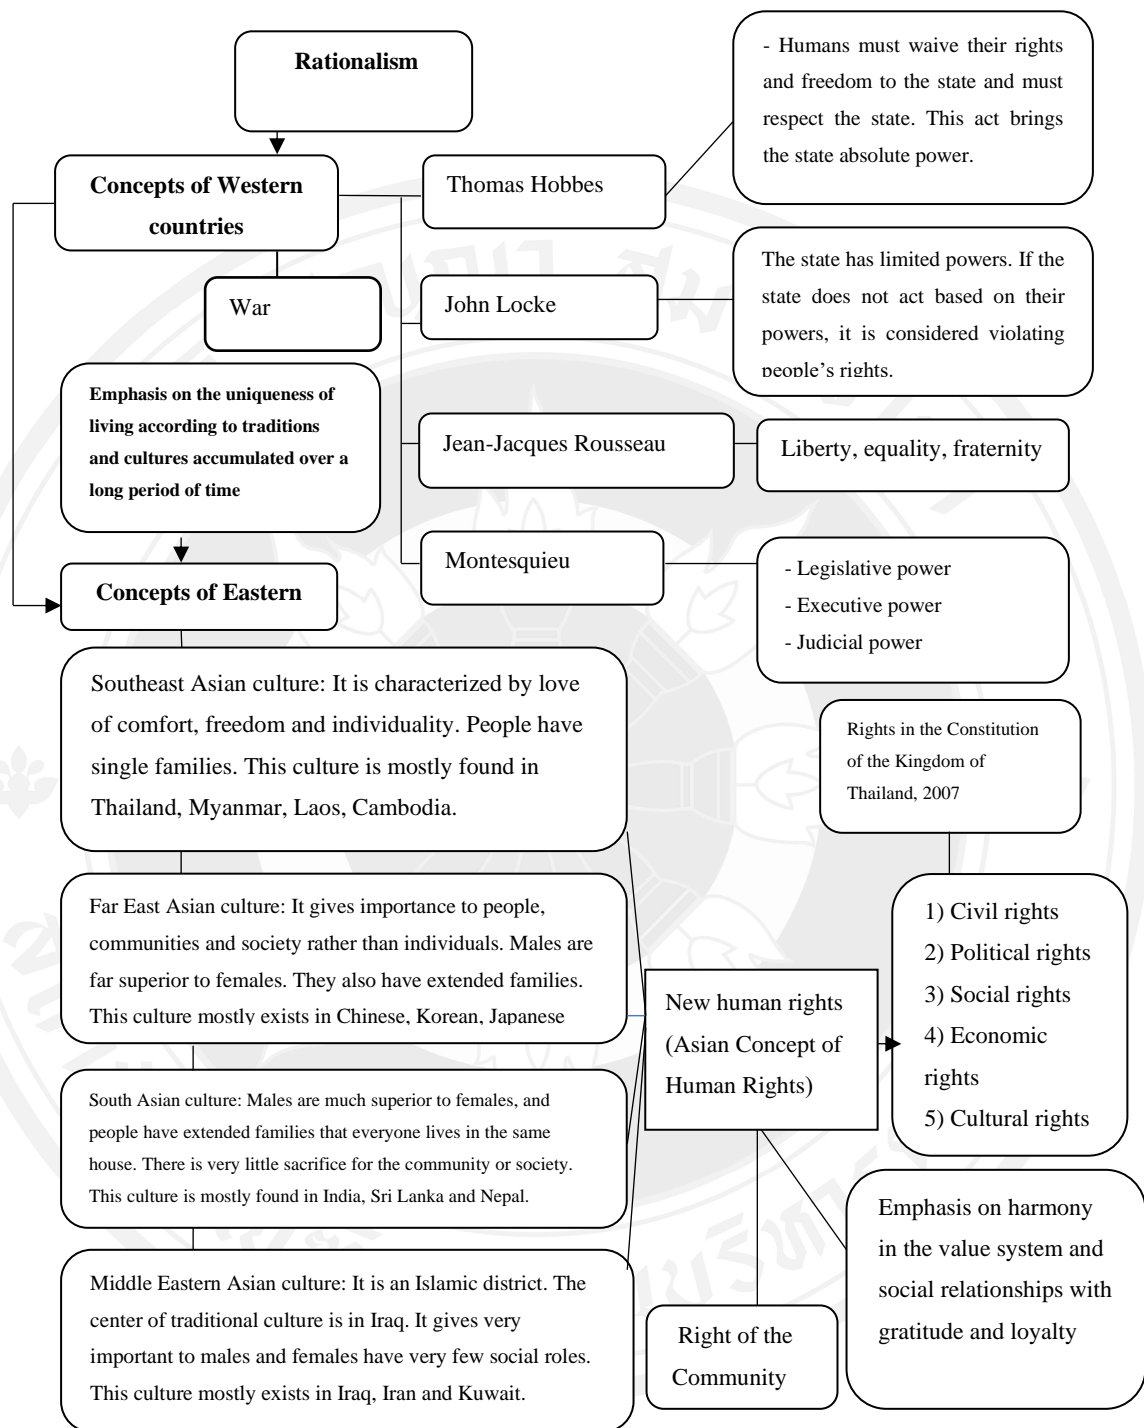 Rationalism
- Humans must waive their rights
and freedom to the state and must
respect the state. This act brings
the state absolute power.
Concepts of Western
countries
Thomas Hobbes
War
John Locke
The state has limited powers. If the
state does not act based on their
powers, it is considered violating
people's rights.
Emphasis on the uniqueness of
living according to traditions
and cultures accumulated over a
long period of time
Jean-Jacques Rousseau
Liberty, equality, fraternity
Montesquieu
- Legislative power
- Executive power
- Judicial power
Concepts of Eastern
Southeast Asian culture: It is characterized by love
of comfort, freedom and individuality. People have
single families. This culture is mostly found in
Thailand, Myanmar, Laos, Cambodia.
Rights in the Constitution
of the Kingdom of
Thailand, 2007
Far East Asian culture: It gives importance to people,
communities and society rather than individuals. Males are
far superior to females. They also have extended families.
This culture mostly exists in Chinese, Korean, Japanese
1) Civil rights
2) Political rights
3) Social rights
4) Economic
rights
5) Cultural rights
New human rights
(Asian Concept of
Human Rights)
South Asian culture: Males are much superior to females, and
people have extended families that everyone lives in the same
house. There is very little sacrifice for the community or society.
This culture is mostly found in India, Sri Lanka and Nepal.
Emphasis on harmony
in the value system and
social relationships with
gratitude and loyalty
Middle Eastern Asian culture: It is an Islamic district. The
center of traditional culture is in Iraq. It gives very
important to males and females have very few social roles.
This culture mostly exists in Iraq, Iran and Kuwait.
Right of the
Community